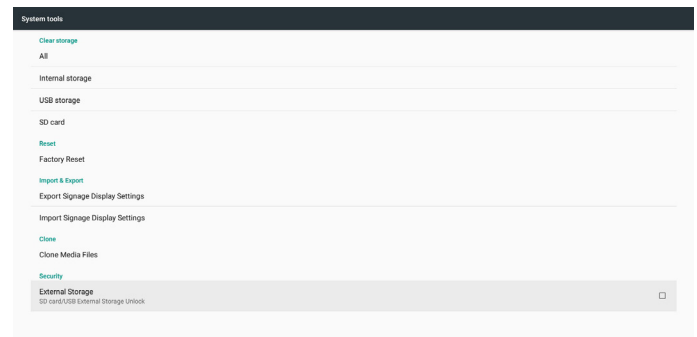 System tools
Clear storage
All
Internal storage
USB storage
SD card
Reset
Factory Reset
Import & Export
Export Signage Display Settings
Import Signage Display Settings
Clone
Clone Media Files
Security
External Storage
SD card/USB External Storage Unlock